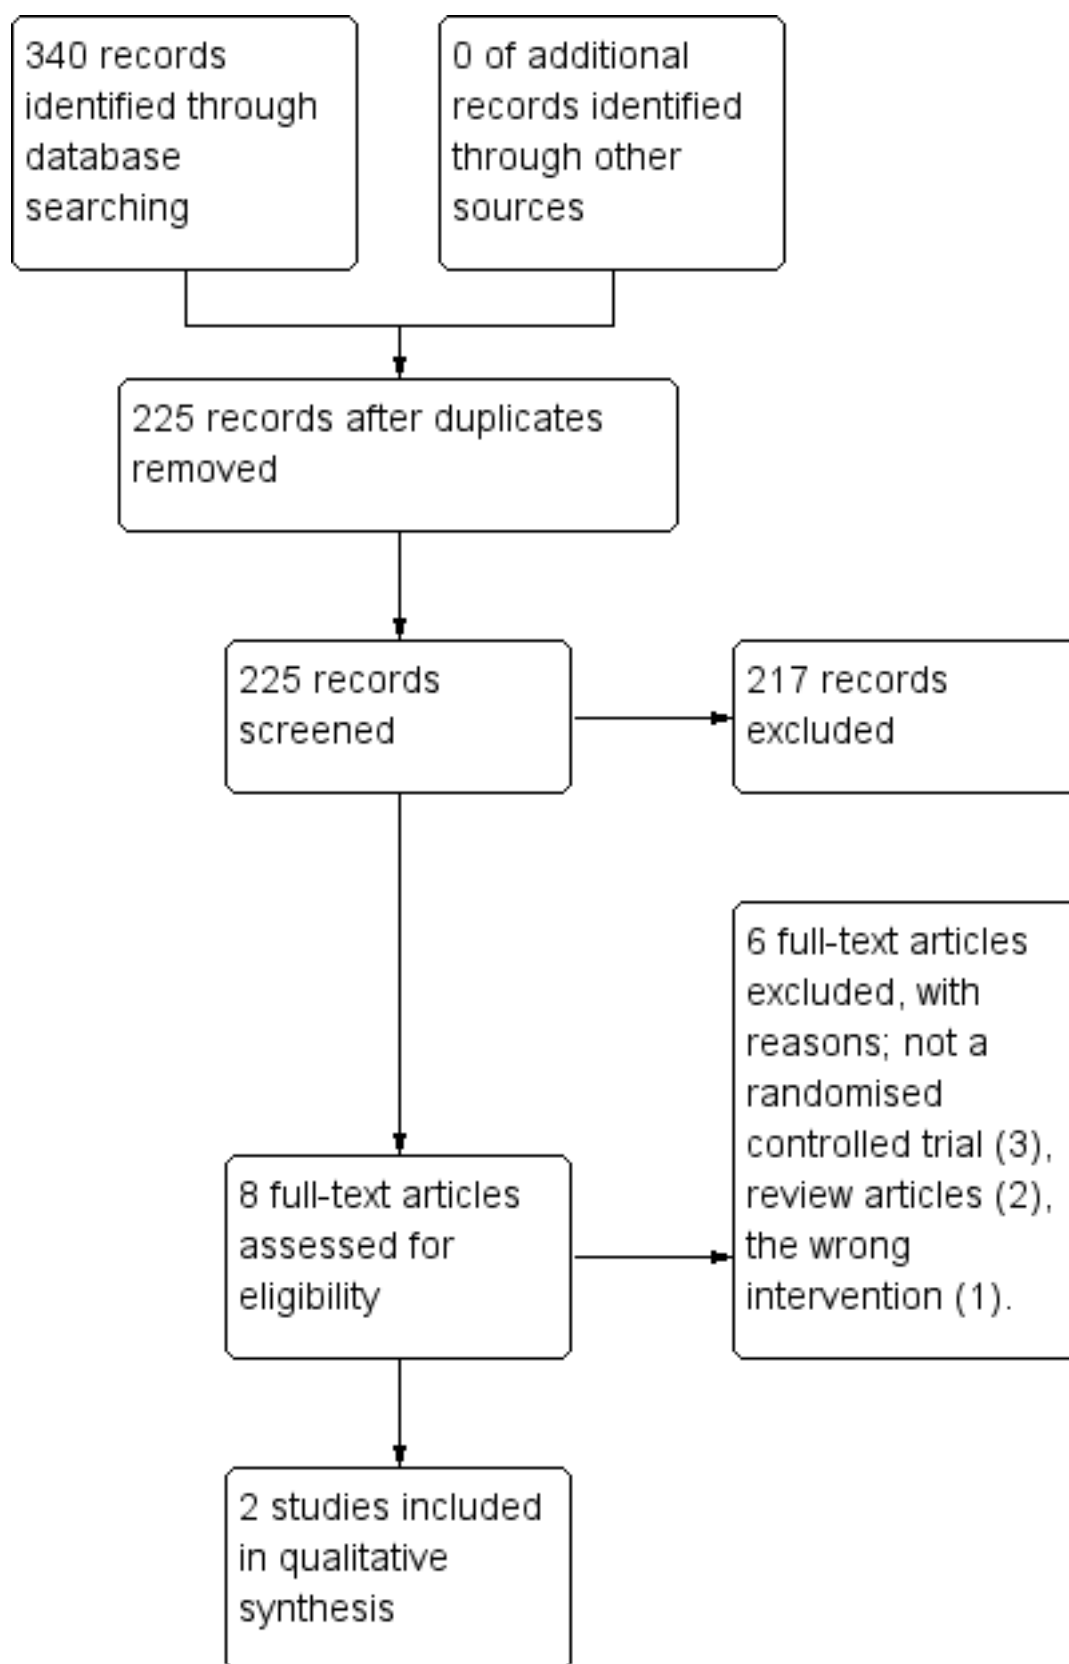 340 records
identified through
database
searching
0 of additional
records identified
through other
sources
225 records after duplicates
removed
225 records
screened
217 records
excluded
6 full-text articles
excluded, with
reasons; not a
randomised
controlled trial (3),
review articles (2),
the wrong
intervention (1).
8 full-text articles
assessed for
eligibility
2 studies included
in qualitative
synthesis